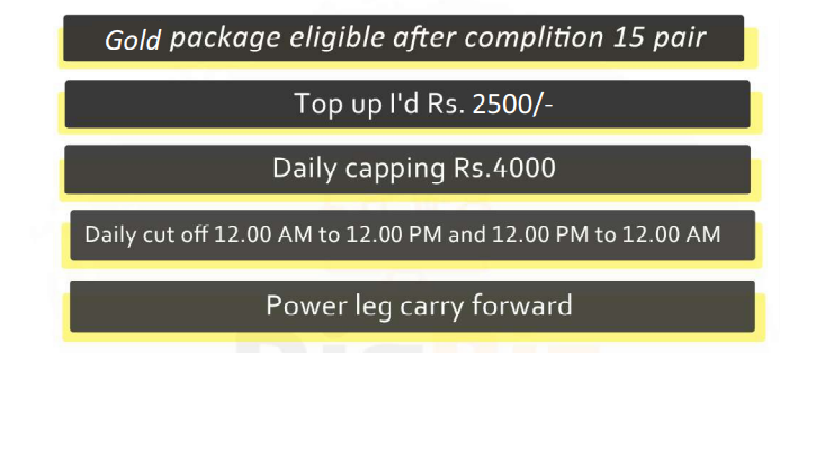 Gold package eligible after complition 15 pair
Top up I'd Rs. 2500/-
Daily capping Rs.4000
Daily cut off 12.00 AM to 12.00 PM and 12.00 PM to 12.00 AM
Power leg carry forward